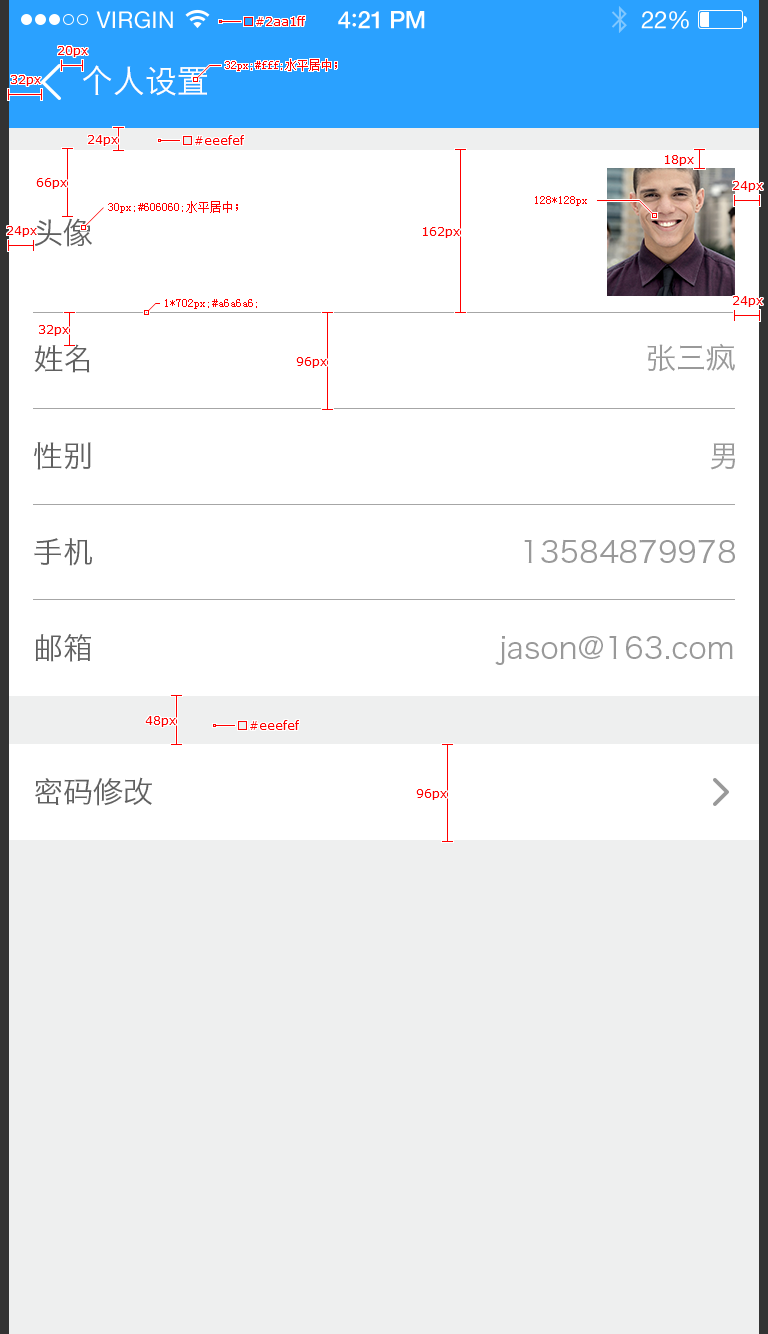 VIRGIN #2aa1ff 4:21 PM 22%
20px
32px;#fff;水平居中;
32px
个人设置
24px #eeefef
18px
66px
24px
128*128px
30px;#606060;水平居中;
24px
头像
162px
24px
1*702px;#a6a6a6;
32px
姓名 张三疯
96px
性别 男
手机 13584879978
邮箱 jason@163.com
48px #eeefef
密码修改 96px